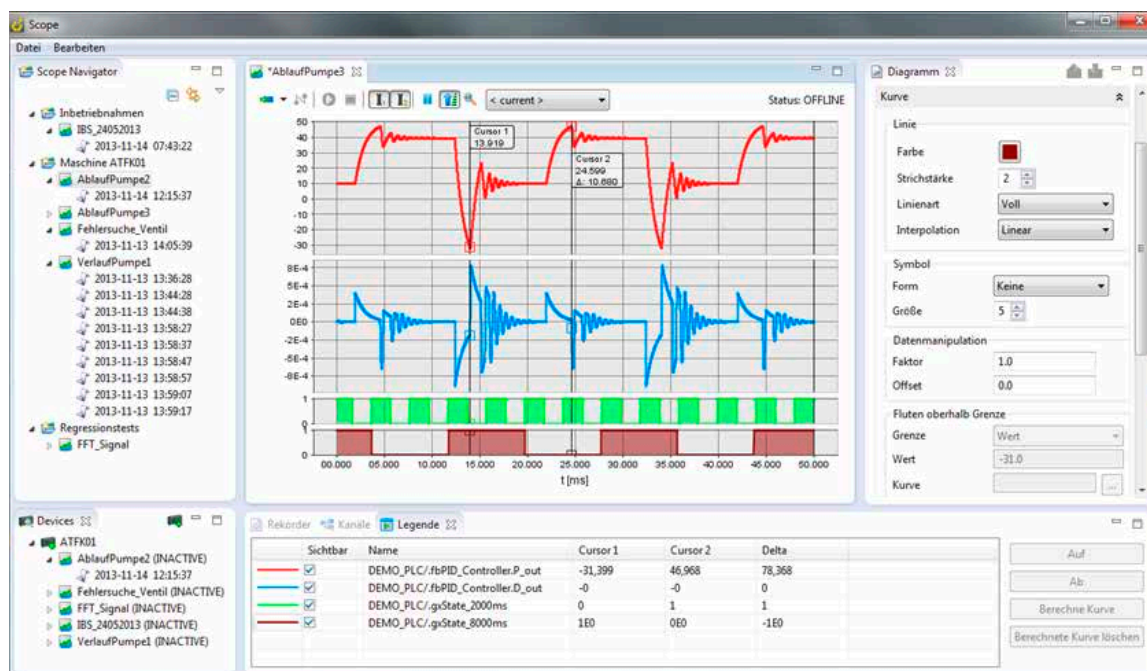 Scope
Datei Bearbeiten
Scope Navigator
Inbetriebnahmen
IBS_24052013
2013-11-14 07:43:22
Maschine ATFK01
AblaufPumpe2
2013-11-14 12:15:37
AblaufPumpe3
Fehlersuche_Ventil
2013-11-13 14:05:39
VerlaufPumpe1
2013-11-13 13:36:28
2013-11-13 13:44:28
2013-11-13 13:44:38
2013-11-13 13:58:27
2013-11-13 13:58:37
2013-11-13 13:58:47
2013-11-13 13:58:57
2013-11-13 13:59:07
2013-11-13 13:59:17
Regressionstests
FFT_Signal
*AblaufPumpe3
< current >
Status: OFFLINE
50
40
30
20
10
0
-10
-20
-30
Cursor 1
13.919
Cursor 2
24.599
Δ: 10.680
8E-4
5E-4
2E-4
0E0
-2E-4
-5E-4
-8E-4
1
0
0
00.000 05.000 10.000 15.000 20.000 25.000 30.000 35.000 40.000 45.000 50.000
t [ms]
Diagramm
Kurve
Linie
Farbe
Strichstärke 2
Linienart Voll
Interpolation Linear
Symbol
Form Keine
Größe 5
Datenmanipulation
Faktor 1.0
Offset 0.0
Fluten oberhalb Grenze
Grenze Wert
Wert -31.0
Kurve ...
Devices
ATFK01
AblaufPumpe2 (INACTIVE)
2013-11-14 12:15:37
Fehlersuche_Ventil (INACTIVE)
FFT_Signal (INACTIVE)
IBS_24052013 (INACTIVE)
VerlaufPumpe1 (INACTIVE)
Rekorder Kanäle Legende
Sichtbar Name Cursor 1 Cursor 2 Delta
DEMO_PLC/.fbPID_Controller.P_out -31,399 46,968 78,368
DEMO_PLC/.fbPID_Controller.D_out -0 -0 0
DEMO_PLC/.gxState_2000ms 0 1 1
DEMO_PLC/.gxState_8000ms 1E0 0E0 -1E0
Auf
Ab
Berechne Kurve
Berechnete Kurve löschen